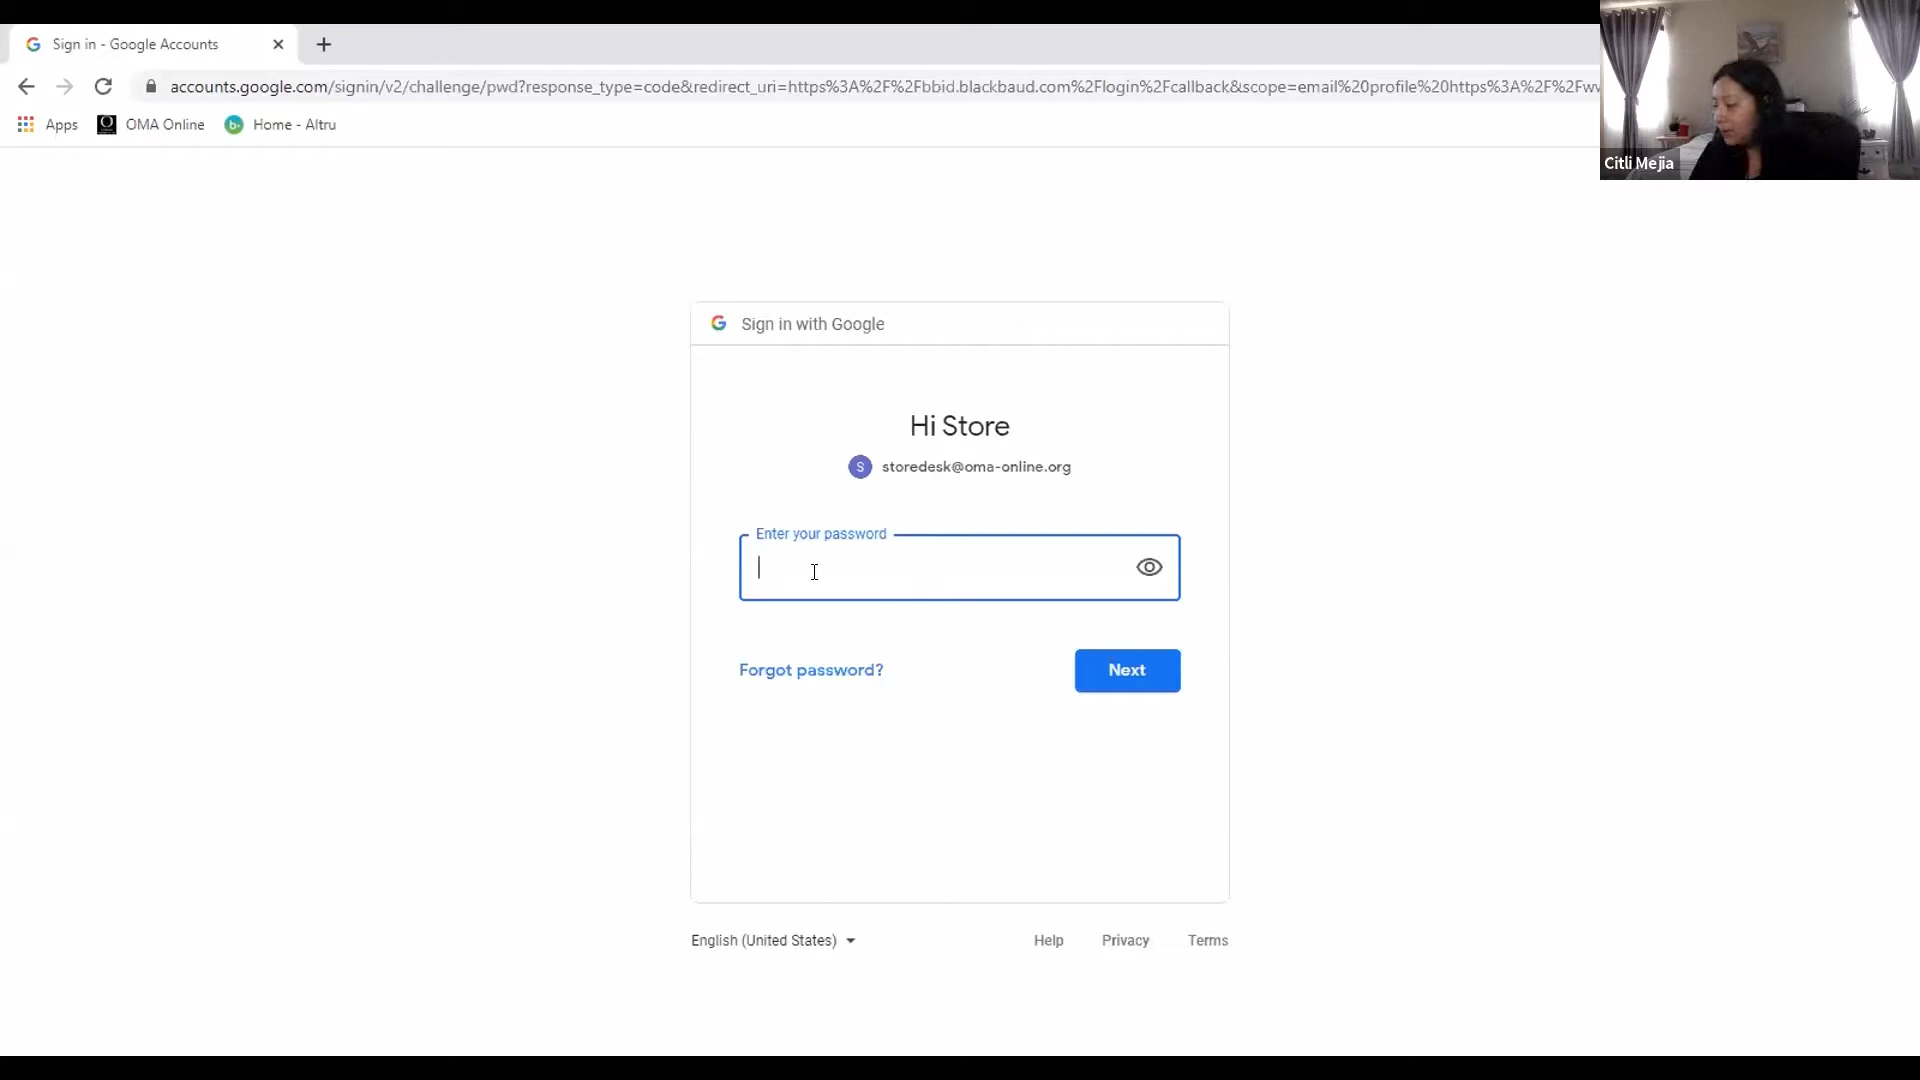 Sign in - Google Accounts
accounts.google.com/signin/v2/challenge/pwd?response_type=code&redirect_uri=https%3A%2F%2Fbbid.blackbaud.com%2Flogin%2Fcallback&scope=email%20profile%20https%3A%2F%2Fw
Apps OMA Online Home - Altru
Citli Mejia
Sign in with Google
Hi Store
S storedesk@oma-online.org
Enter your password
Forgot password? Next
English (United States) Help Privacy Terms